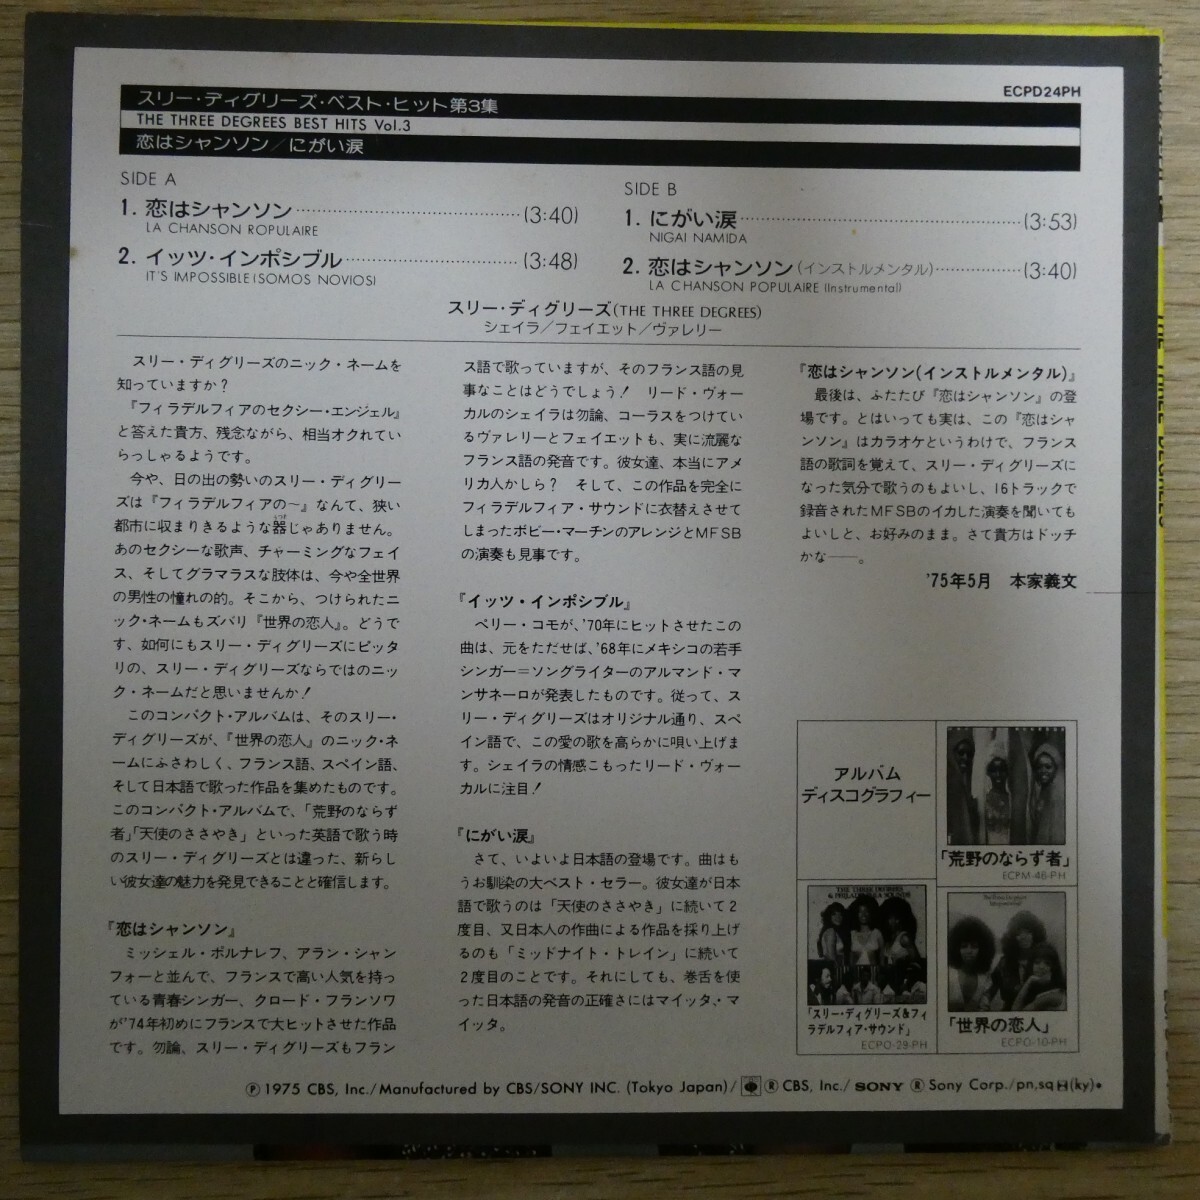 ECPD24PH
スリー・ディグリーズ・ベスト・ヒット第3集
THE THREE DEGREES BEST HITS Vol.3
恋はシャンソン／にがい涙
SIDE A
1. 恋はシャンソン……(3:40)
LA CHANSON ROPULAIRE
2. イッツ・インポシブル……(3:48)
IT'S IMPOSSIBLE(SOMOS NOVIOS)
SIDE B
1. にがい涙……(3:53)
NIGAI NAMIDA
2. 恋はシャンソン(インストルメンタル)……(3:40)
LA CHANSON POPULAIRE (Instrumental)
スリー・ディグリーズ(THE THREE DEGREES)
シェイラ／フェイエット／ヴァレリー
スリー・ディグリーズのニック・ネームを
知っていますか？
『フィラデルフィアのセクシー・エンジェル』
と答えた貴方、残念ながら、相当オクれてい
らっしゃるようです。
今や、日の出の勢いのスリー・ディグリー
ズは『フィラデルフィアの〜』なんて、狭い
都市に収まりきるような器じゃありません。
あのセクシーな歌声、チャーミングなフェイ
ス、そしてグラマラスな肢体は、今や全世界
の男性の憧れの的。そこから、つけられたニ
ック・ネームもズバリ『世界の恋人』。どうで
す、如何にもスリー・ディグリーズにピッタ
リの、スリー・ディグリーズならではのニッ
ク・ネームだと思いませんか！
このコンパクト・アルバムは、そのスリー・
ディグリーズが、『世界の恋人』のニック・ネ
ームにふさわしく、フランス語、スペイン語、
そして日本語で歌った作品を集めたものです。
このコンパクト・アルバムで、「荒野のならず
者」「天使のささやき」といった英語で歌う時
のスリー・ディグリーズとは違った、新らし
い彼女達の魅力を発見できることと確信します。
『恋はシャンソン』
ミッシェル・ポルナレフ、アラン・シャン
フォーと並んで、フランスで高い人気を持っ
ている青春シンガー、クロード・フランソワ
が'74年初めにフランスで大ヒットさせた作品
です。勿論、スリー・ディグリーズもフラン
ス語で歌っていますが、そのフランス語の見
事なことはどうでしょう！ リード・ヴォー
カルのシェイラは勿論、コーラスをつけてい
るヴァレリーとフェイエットも、実に流麗な
フランス語の発音です。彼女達、本当にアメ
リカ人かしら？ そして、この作品を完全に
フィラデルフィア・サウンドに衣替えさせて
しまったボビー・マーチンのアレンジとMFSB
の演奏も見事です。
『イッツ・インポシブル』
ペリー・コモが、'70年にヒットさせたこの
曲は、元をただせば、'68年にメキシコの若手
シンガー＝ソングライターのアルマンド・マ
ンサネーロが発表したものです。従って、ス
リー・ディグリーズはオリジナル通り、スペ
イン語で、この愛の歌を高らかに唄い上げま
す。シェイラの情感こもったリード・ヴォー
カルに注目！
『にがい涙』
さて、いよいよ日本語の登場です。曲はも
うお馴染の大ベスト・セラー。彼女達が日本
語で歌うのは「天使のささやき」に続いて2
度目、又日本人の作曲による作品を採り上げ
るのも「ミッドナイト・トレイン」に続いて
2度目のことです。それにしても、巻舌を使
った日本語の発音の正確さにはマイッタ、マ
イッタ。
『恋はシャンソン(インストルメンタル)』
最後は、ふたたび『恋はシャンソン』の登
場です。とはいっても実は、この『恋はシャ
ンソン』はカラオケというわけで、フランス
語の歌詞を覚えて、スリー・ディグリーズに
なった気分で歌うのもよいし、16トラックで
録音されたMFSBのイカした演奏を聞いても
よいしと、お好みのまま。さて貴方はドッチ
かな——。
'75年5月 本家義文
アルバム
ディスコグラフィー
「荒野のならず者」
ECPM-46-PH
THE THREE DEGREES
& PHILADELPHIA SOUNDS
「スリー・ディグリーズ&フィ
ラデルフィア・サウンド」
ECPO-29-PH
「世界の恋人」
ECPO-10-PH
Ⓟ 1975 CBS, Inc./Manufactured by CBS/SONY INC. (Tokyo Japan)/ ® CBS, Inc./ SONY ® Sony Corp./pn,sq H(ky)•
THE THREE DEGREES